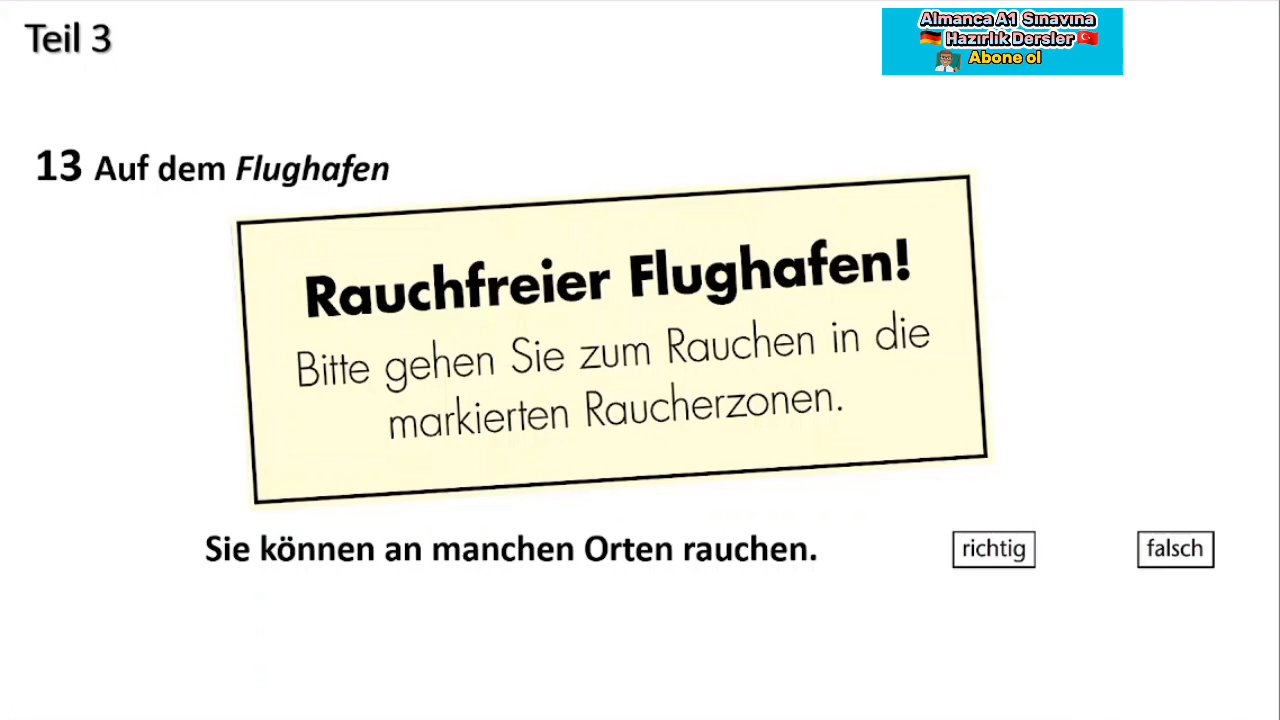 Teil 3
Almanca A1 Sınavına
Hazırlık Dersler
Abone ol
13 Auf dem Flughafen
Rauchfreier Flughafen!
Bitte gehen Sie zum Rauchen in die
markierten Raucherzonen.
Sie können an manchen Orten rauchen. richtig falsch